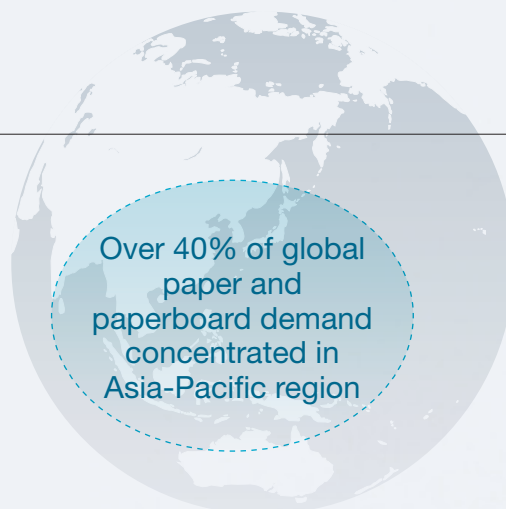 Over 40% of global
paper and
paperboard demand
concentrated in
Asia-Pacific region